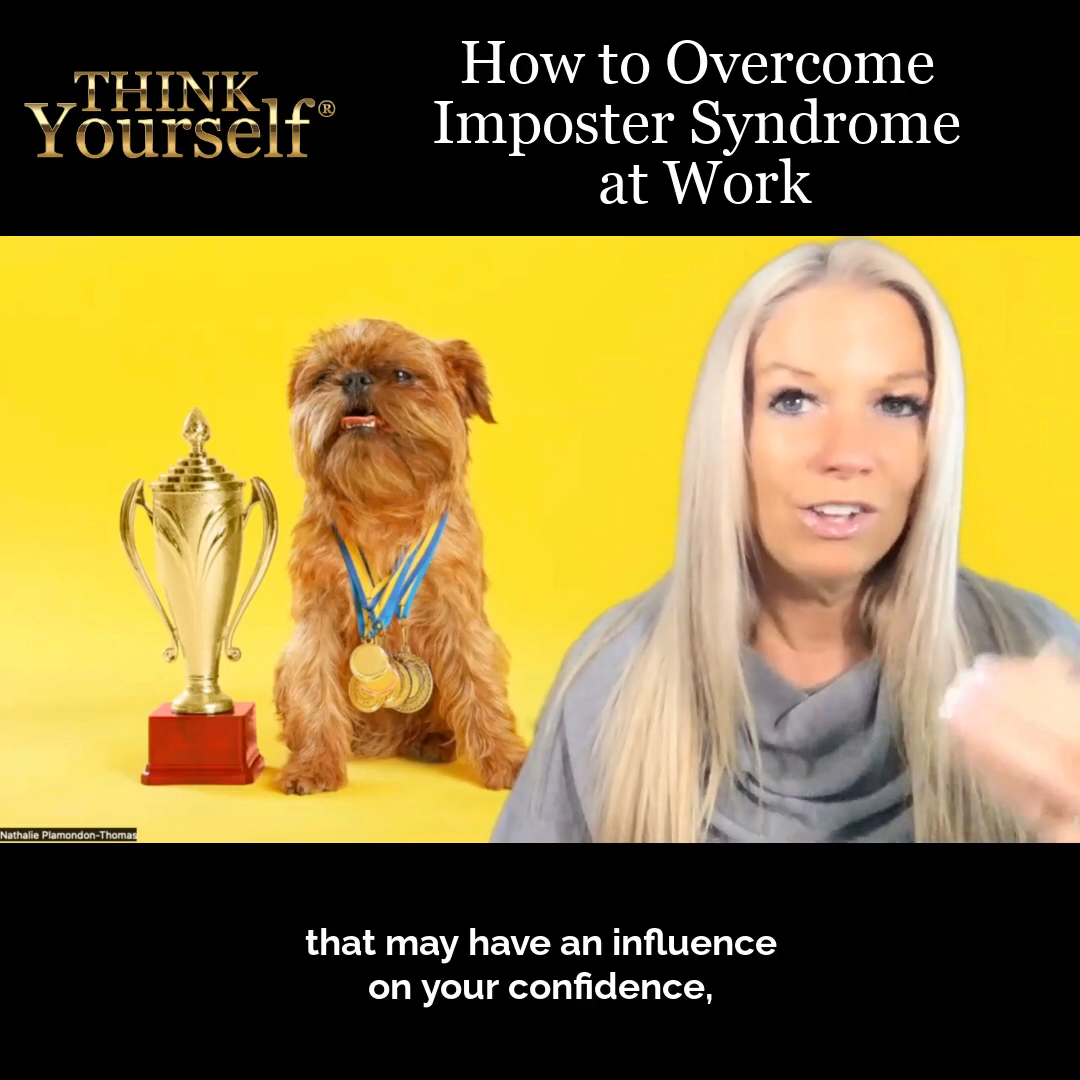 THINK
Yourself®
How to Overcome
Imposter Syndrome
at Work
Nathalie Plamondon-Thomas
that may have an influence
on your confidence,